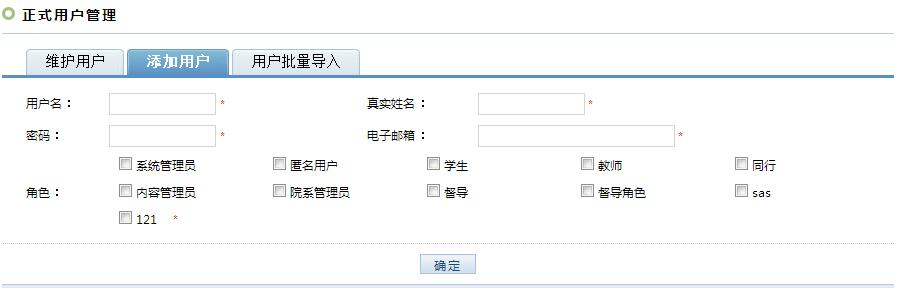 正式用户管理
维护用户 添加用户 用户批量导入
用户名： * 真实姓名： *
密码： * 电子邮箱： *
系统管理员 匿名用户 学生 教师 同行
角色： 内容管理员 院系管理员 督导 督导角色 sas
121 *
确定